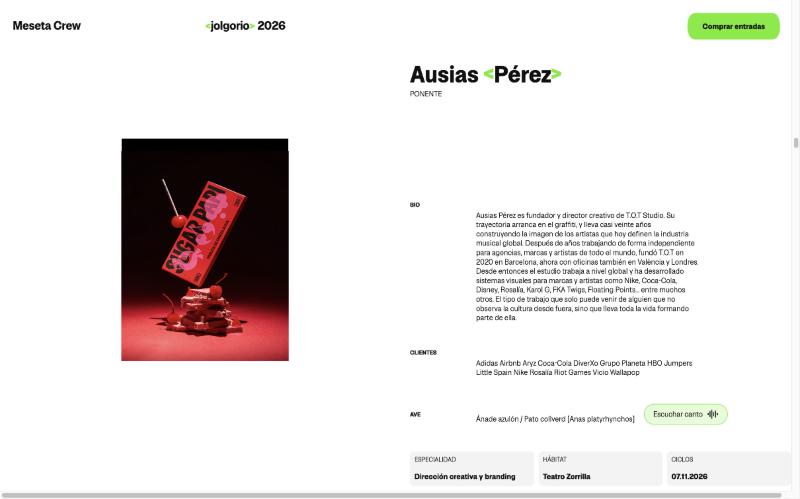 Meseta Crew
<jolgorio> 2026
Comprar entradas
Ausias <Pérez>
PONENTE
SUGAR PAPI
BIO
Ausias Pérez es fundador y director creativo de T.O.T Studio. Su
trayectoria arranca en el graffiti, y lleva casi veinte años
construyendo la imagen de los artistas que hoy definen la industria
musical global. Después de años trabajando de forma independiente
para agencias, marcas y artistas de todo el mundo, fundó T.O.T en
2020 en Barcelona, ahora con oficinas también en València y Londres.
Desde entonces el estudio trabaja a nivel global y ha desarrollado
sistemas visuales para marcas y artistas como Nike, Coca-Cola,
Disney, Rosalía, Karol G, FKA Twigs, Floating Points... entre muchos
otros. El tipo de trabajo que solo puede venir de alguien que no
observa la cultura desde fuera, sino que lleva toda la vida formando
parte de ella.
CLIENTES
Adidas Airbnb Aryz Coca-Cola DiverXo Grupo Planeta HBO Jumpers
Little Spain Nike Rosalía Riot Games Vicio Wallapop
AVE
Ánade azulón / Pato collverd [Anas platyrhynchos]
Escuchar canto
ESPECIALIDAD
Dirección creativa y branding
HÁBITAT
Teatro Zorrilla
CICLOS
07.11.2026